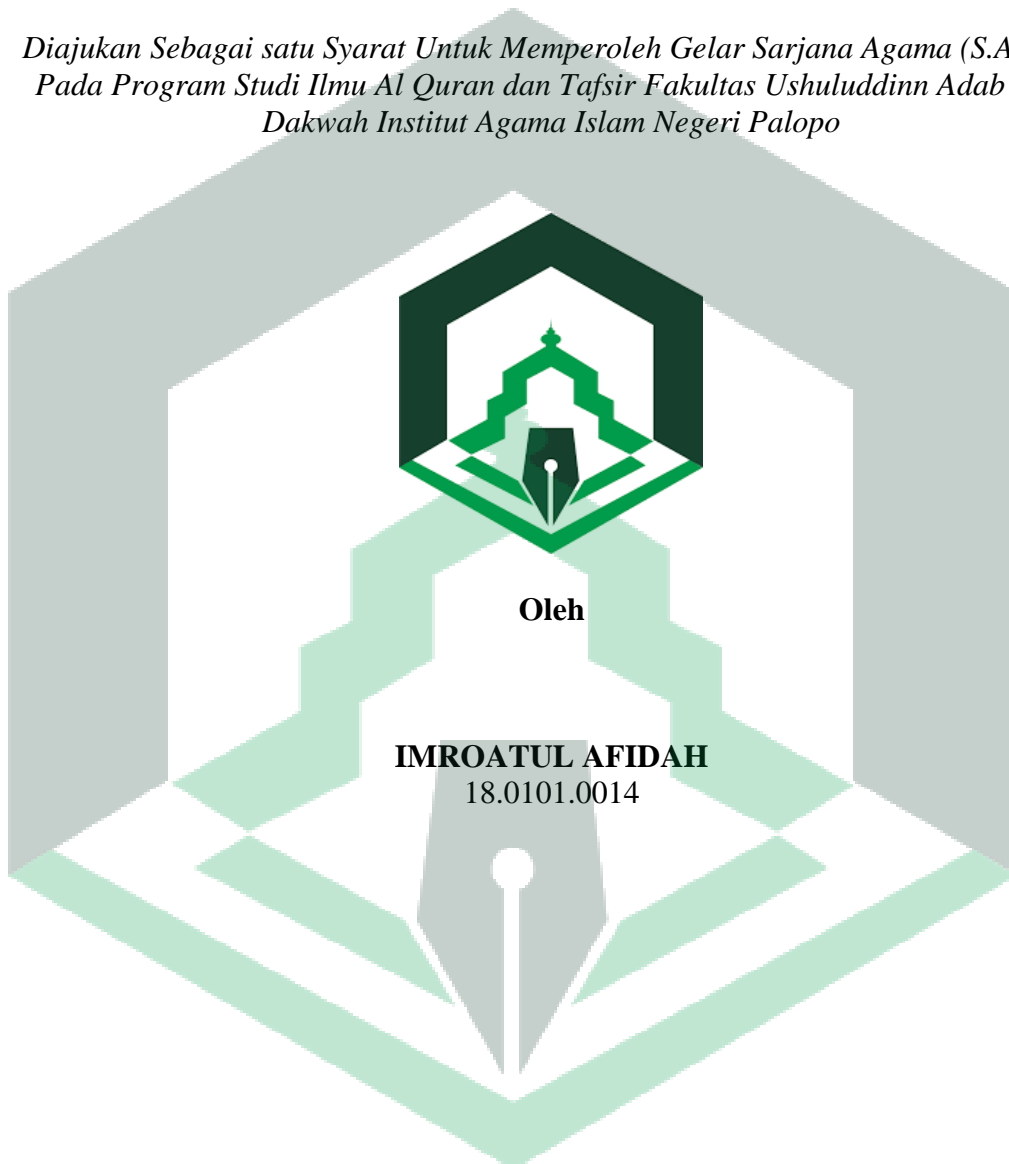 Diajukan Sebagai satu Syarat Untuk Memperoleh Gelar Sarjana Agama (S.A
Pada Program Studi Ilmu Al Quran dan Tafsir Fakultas Ushuluddinn Adab
Dakwah Institut Agama Islam Negeri Palopo
Oleh
IMROATUL AFIDAH
18.0101.0014